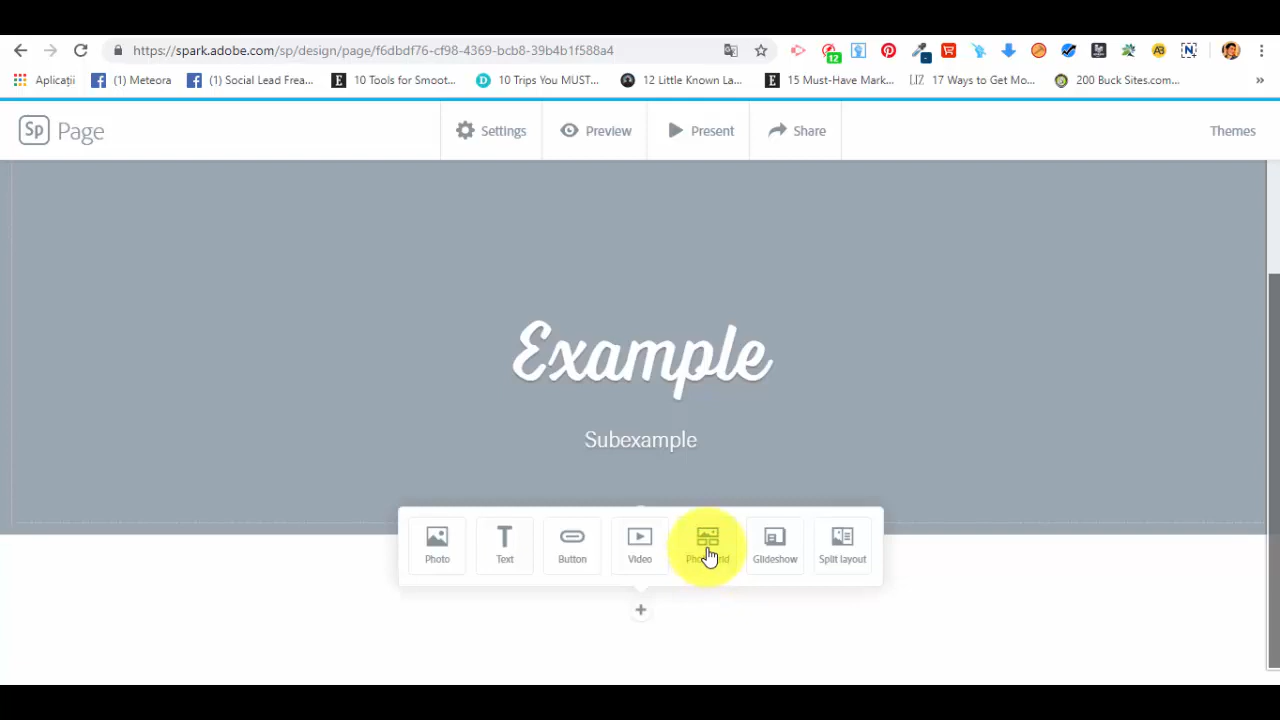 https://spark.adobe.com/sp/design/page/f6dbdf76-cf98-4369-bcb8-39b4b1f588a4
12
Aplicații
(1) Meteora
(1) Social Lead Frea...
10 Tools for Smoot...
10 Trips You MUST...
12 Little Known La...
15 Must-Have Mark...
17 Ways to Get Mo...
200 Buck Sites.com...
»
Sp Page
Settings
Preview
Present
Share
Themes
Example
Subexample
Photo
Text
Button
Video
Glideshow
Split layout